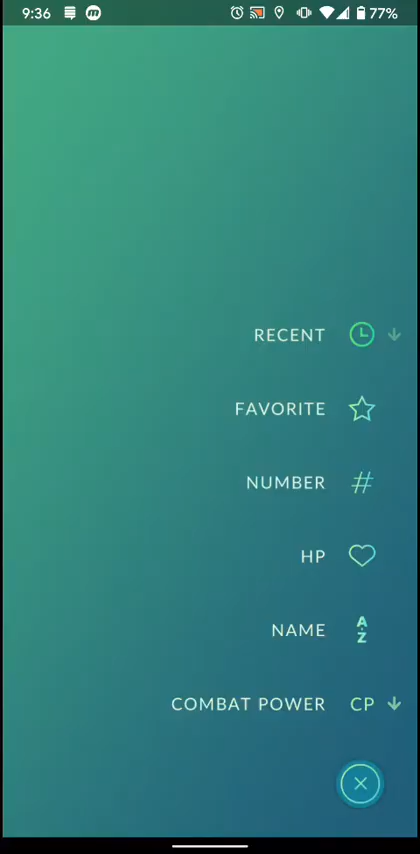 9:36 77%
RECENT
FAVORITE
NUMBER #
HP
NAME A Z
COMBAT POWER CP